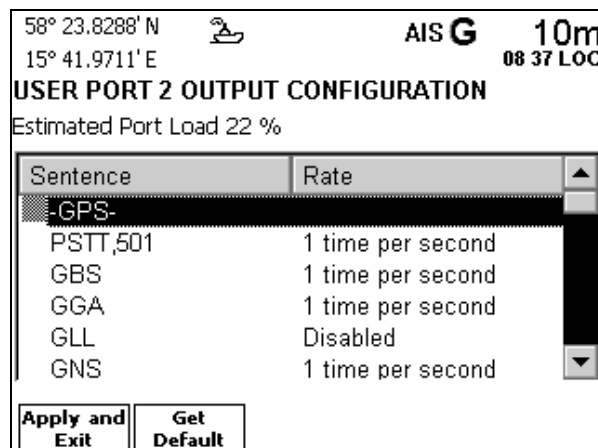 58° 23.8288' N AIS G 10m
15° 41.9711' E 08 37 LOC
USER PORT 2 OUTPUT CONFIGURATION
Estimated Port Load 22 %
Sentence Rate
-GPS-
PSTT,501 1 time per second
GBS 1 time per second
GGA 1 time per second
GLL Disabled
GNS 1 time per second
Apply and Exit
Get Default